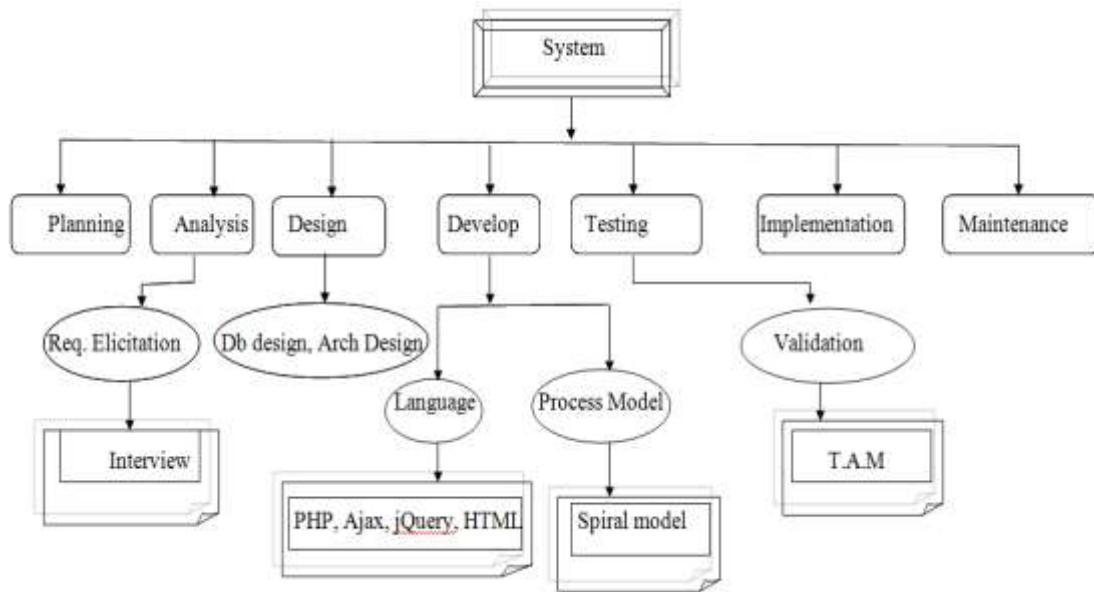 System
Planning
Analysis
Design
Develop
Testing
Implementation
Maintenance
Req. Elicitation
Db design, Arch Design
Validation
Language
Process Model
Interview
T.A.M
PHP, Ajax, jQuery, HTML
Spiral model